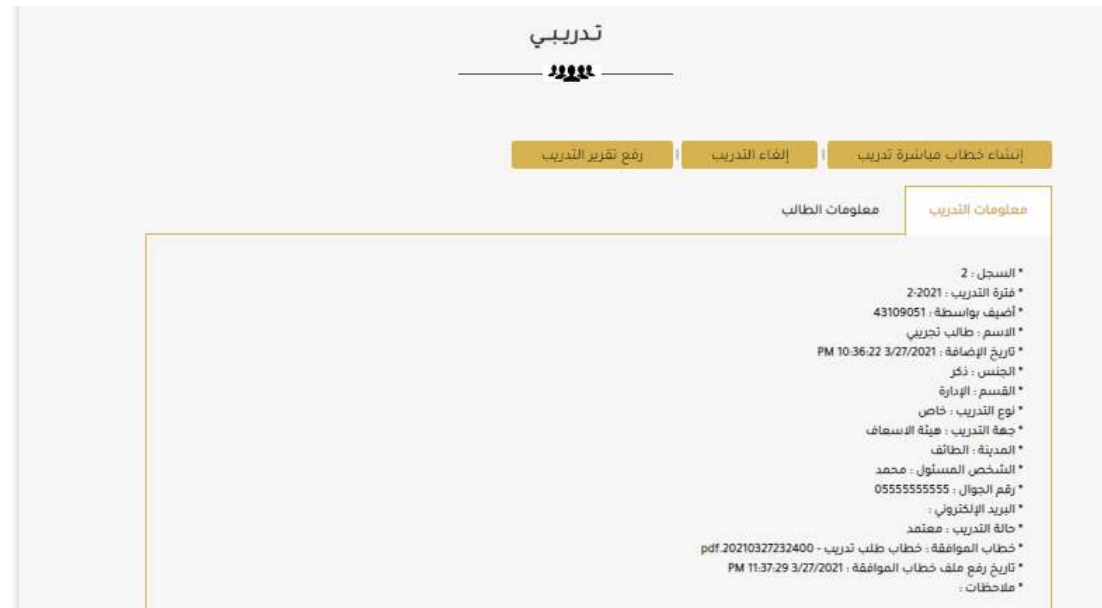 تدريبي
إنشاء خطاب مباشرة تدريب | إلغاء التدريب | رفع تقرير التدريب
معلومات التدريب معلومات الطالب
* السجل : 2
* فترة التدريب : 2021-2
* أضيف بواسطة : 43109051
* الاسم : طالب تجريبي
* تاريخ الإضافة : 3/27/2021 10:36:22 PM
* الجنس : ذكر
* القسم : الإدارة
* نوع التدريب : خاص
* جهة التدريب : هيئة الاسعاف
* المدينة : الطائف
* الشخص المسئول : محمد
* رقم الجوال : 05555555555
* البريد الإلكتروني :
* حالة التدريب : معتمد
* خطاب الموافقة : خطاب طلب تدريب - 20210327232400.pdf
* تاريخ رفع ملف خطاب الموافقة : 3/27/2021 11:37:29 PM
* ملاحظات :